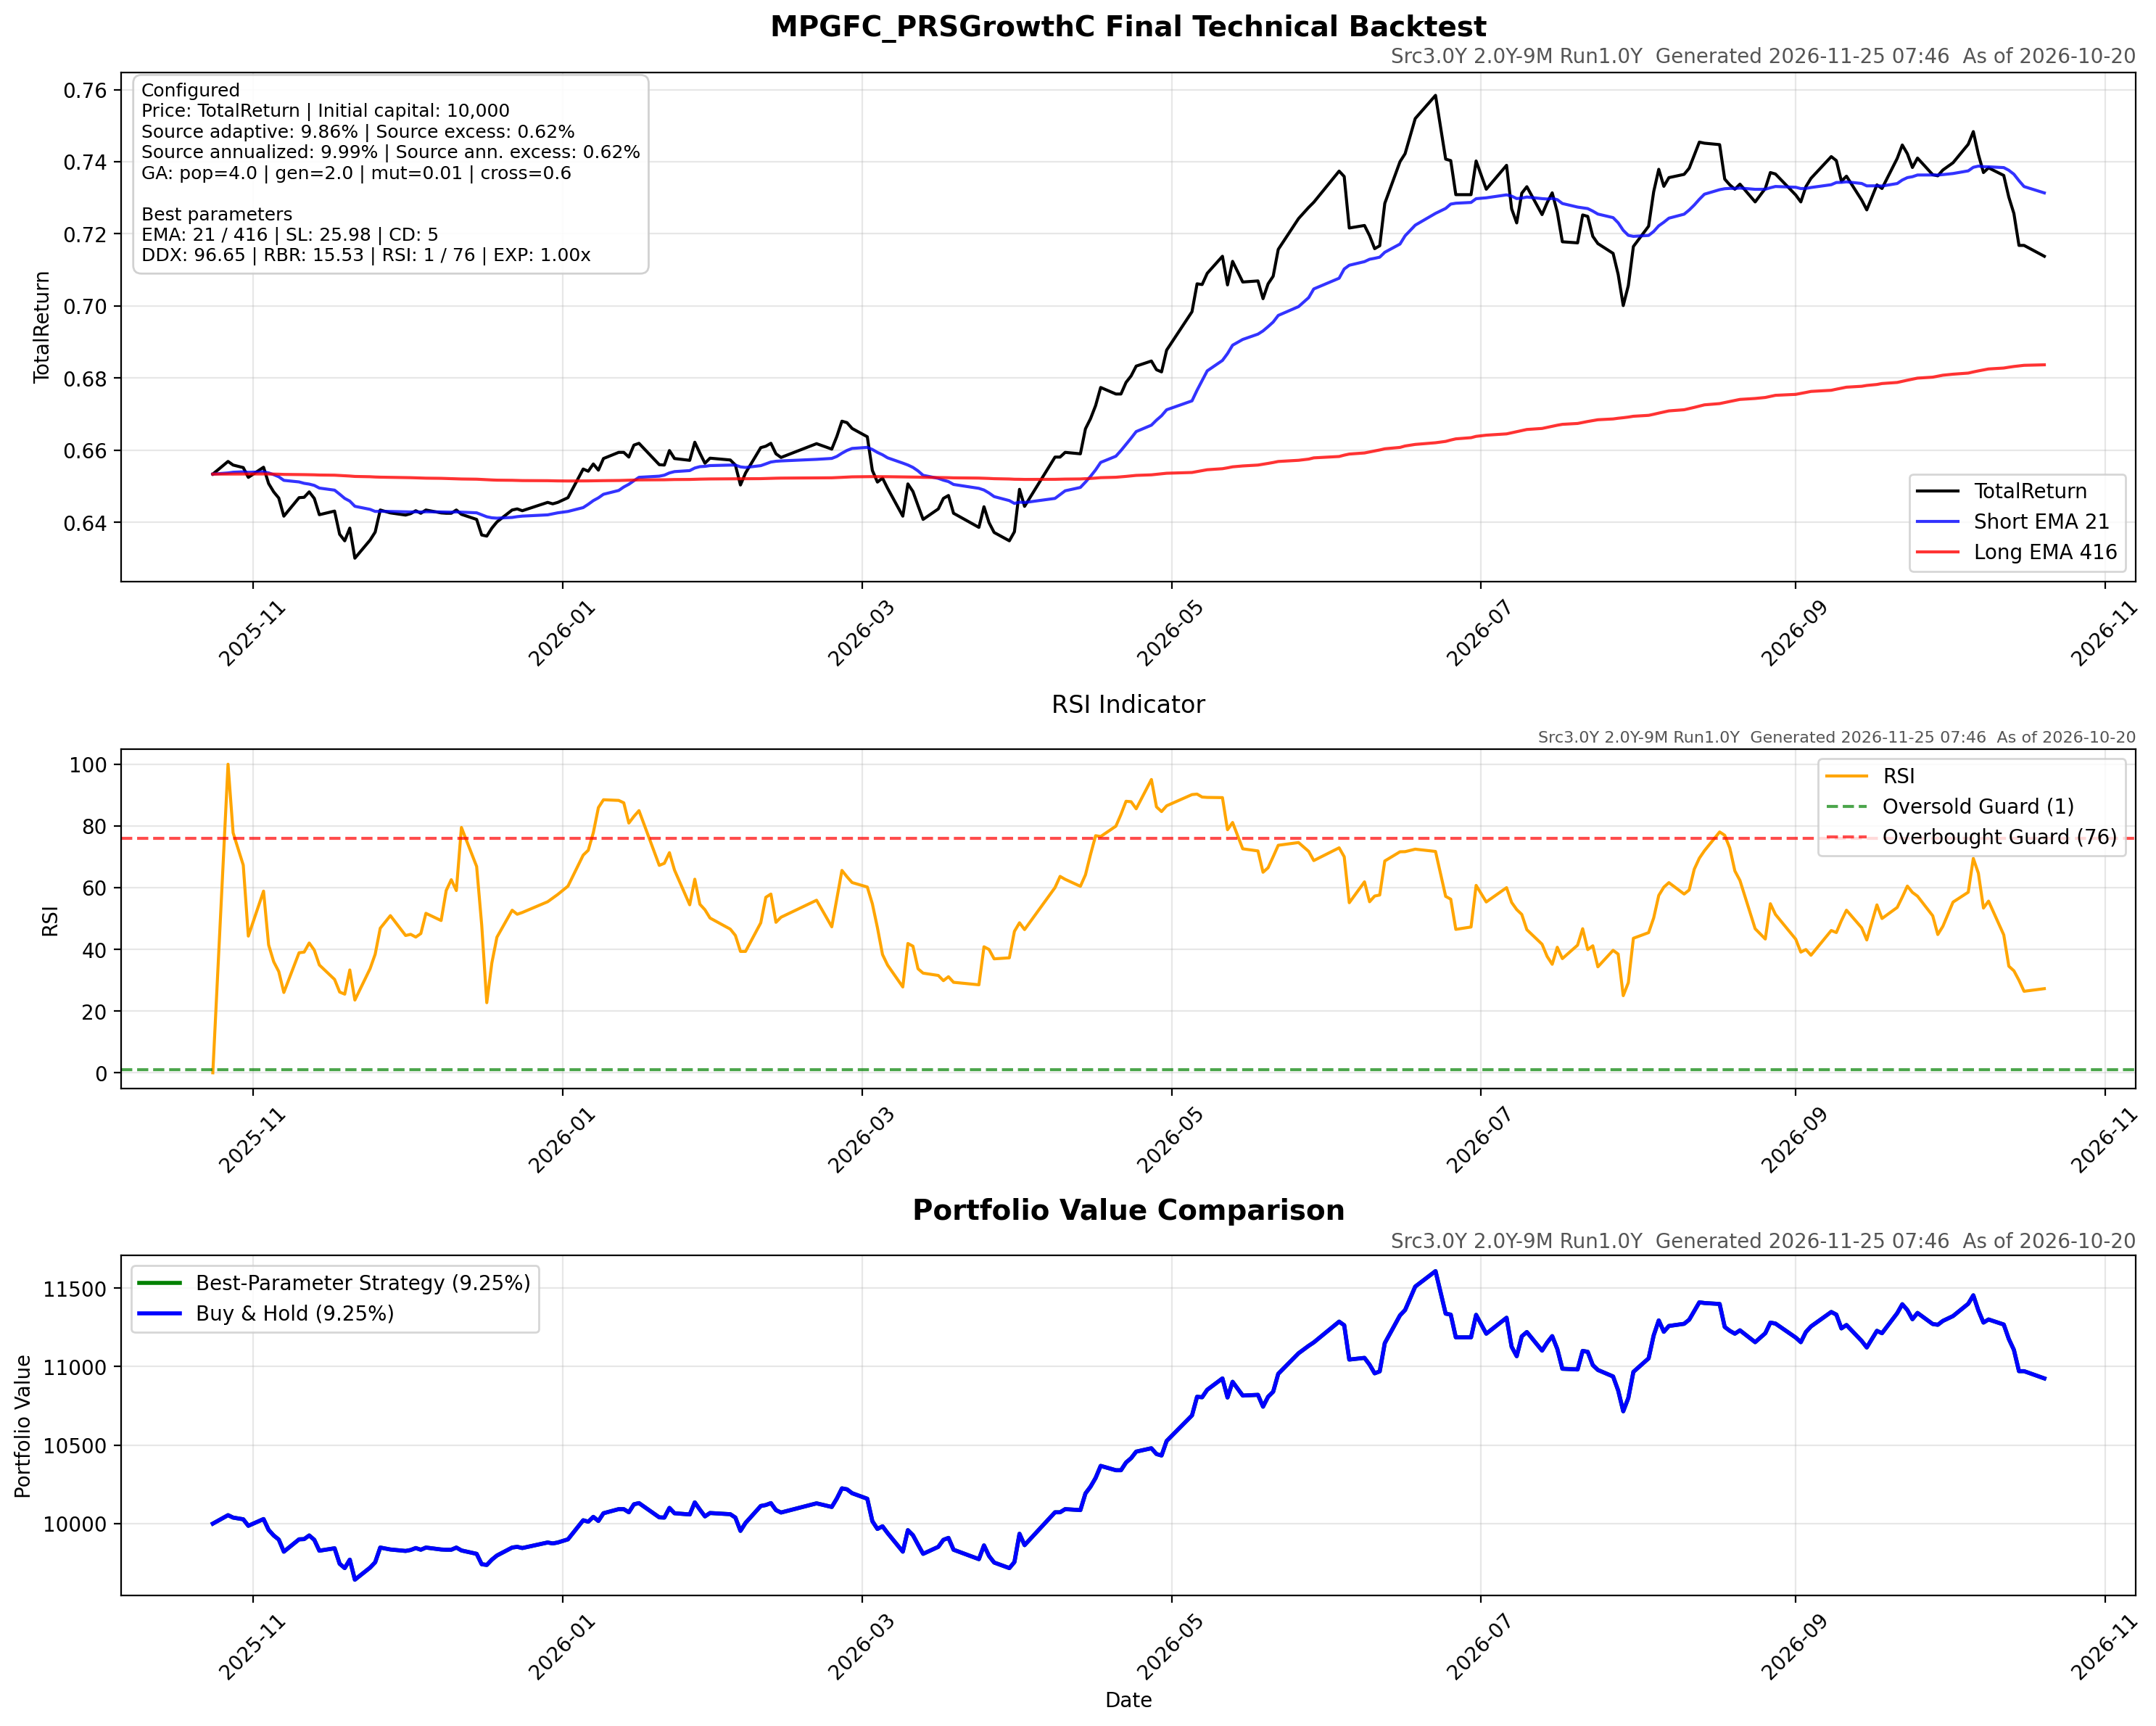 MPGFC_PRSGrowthC Final Technical Backtest
Src3.0Y 2.0Y-9M Run1.0Y  Generated 2026-11-25 07:46  As of 2026-10-20
Configured
Price: TotalReturn | Initial capital: 10,000
Source adaptive: 9.86% | Source excess: 0.62%
Source annualized: 9.99% | Source ann. excess: 0.62%
GA: pop=4.0 | gen=2.0 | mut=0.01 | cross=0.6
Best parameters
EMA: 21 / 416 | SL: 25.98 | CD: 5
DDX: 96.65 | RBR: 15.53 | RSI: 1 / 76 | EXP: 1.00x
TotalReturn
0.76
0.74
0.72
0.70
0.68
0.66
0.64
TotalReturn
Short EMA 21
Long EMA 416
2025-11
2026-01
2026-03
2026-05
2026-07
2026-09
2026-11
RSI Indicator
Src3.0Y 2.0Y-9M Run1.0Y  Generated 2026-11-25 07:46  As of 2026-10-20
RSI
100
80
60
40
20
0
RSI
Oversold Guard (1)
Overbought Guard (76)
2025-11
2026-01
2026-03
2026-05
2026-07
2026-09
2026-11
Portfolio Value Comparison
Src3.0Y 2.0Y-9M Run1.0Y  Generated 2026-11-25 07:46  As of 2026-10-20
Best-Parameter Strategy (9.25%)
Buy & Hold (9.25%)
Portfolio Value
11500
11000
10500
10000
2025-11
2026-01
2026-03
2026-05
2026-07
2026-09
2026-11
Date